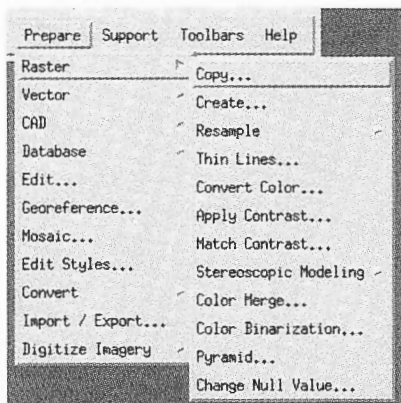 Prepare Support Toolbars Help
Raster
Vector
CAD
Database
Edit...
Georeference...
Mosaic...
Edit Styles...
Convert
Import / Export...
Digitize Imagery
Copy...
Create...
Resample
Thin Lines...
Convert Color...
Apply Contrast...
Match Contrast...
Stereoscopic Modeling
Color Merge...
Color Binarization...
Pyramid...
Change Null Value...